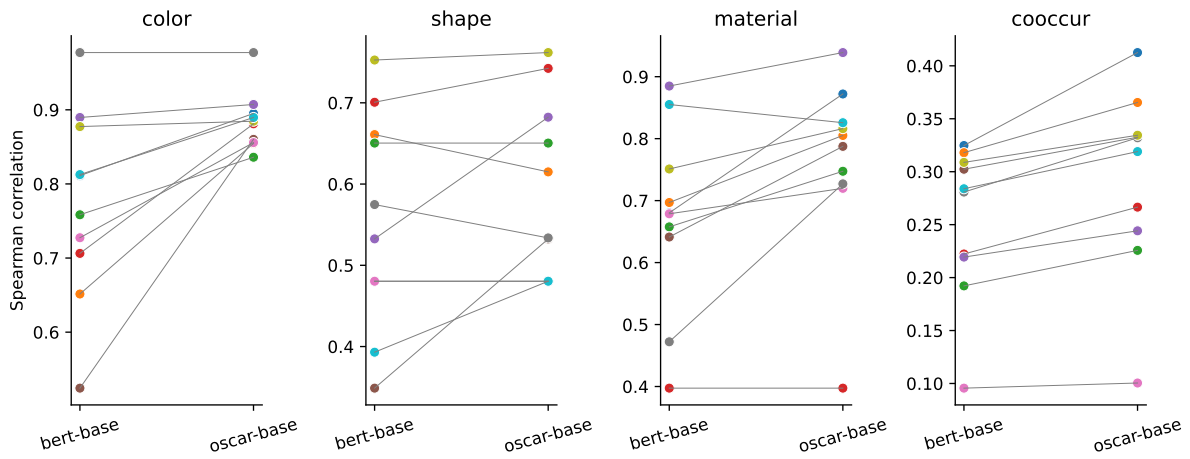 color
shape
material
cooccur
Spearman correlation
0.9
0.8
0.7
0.6
bert-base
oscar-base
0.7
0.6
0.5
0.4
bert-base
oscar-base
0.9
0.8
0.7
0.6
0.5
0.4
bert-base
oscar-base
0.40
0.35
0.30
0.25
0.20
0.15
0.10
bert-base
oscar-base